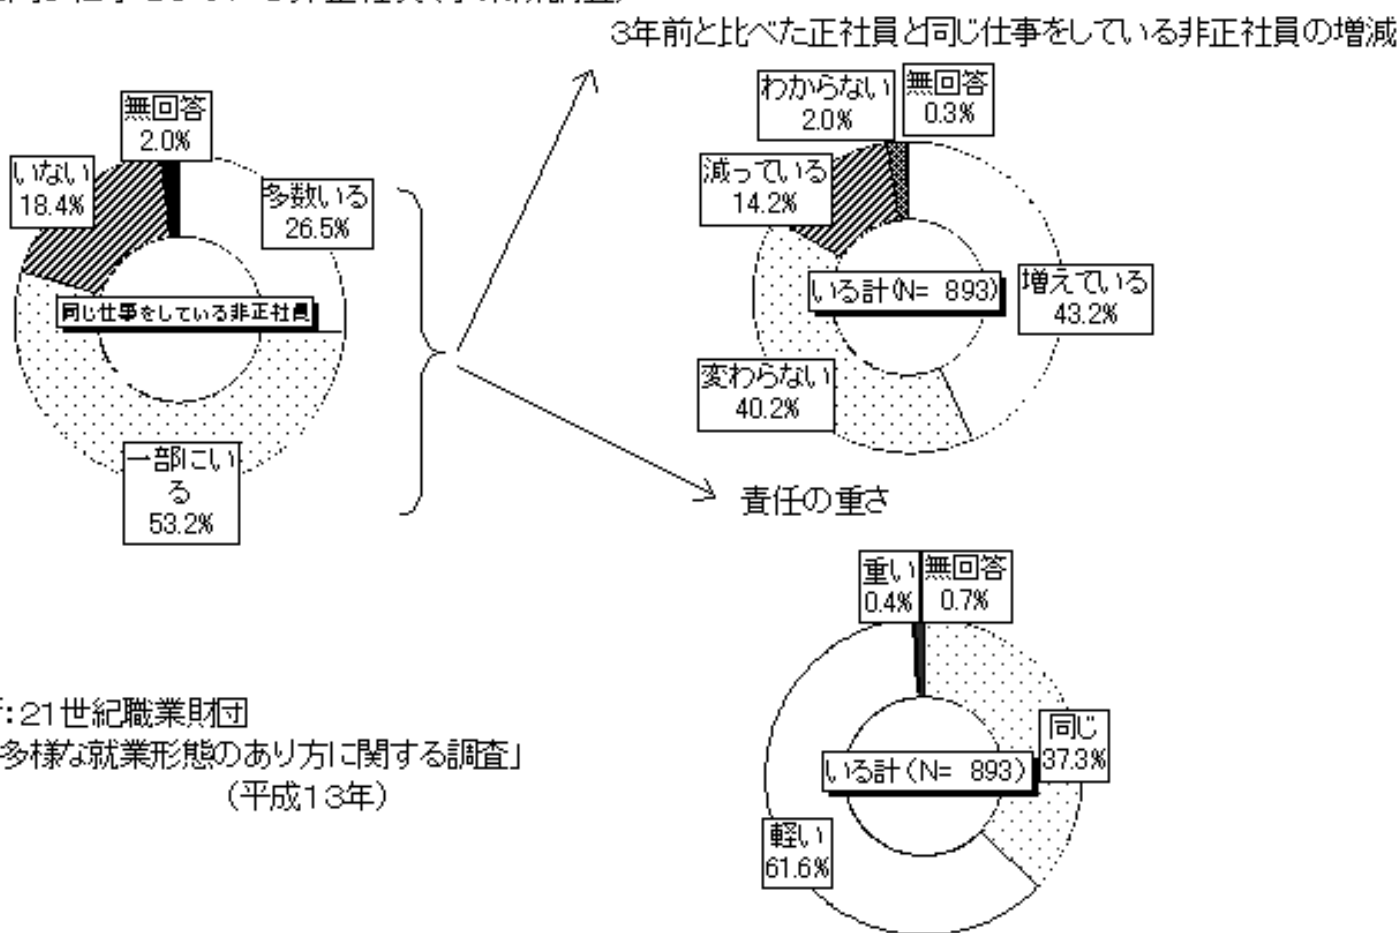 3年前と比べた正社員と同じ仕事をしている非正社員の増減
無回答
2.0%
いない
18.4%
多数いる
26.5%
同じ仕事をしている非正社員
一部にい
る
53.2%
わからない
2.0%
無回答
0.3%
減っている
14.2%
いる計(N= 893)
増えている
43.2%
変わらない
40.2%
責任の重さ
重い
0.4%
無回答
0.7%
同じ
37.3%
いる計(N= 893)
軽い
61.6%
:21世紀職業財団
多様な就業形態のあり方に関する調査」
(平成13年)